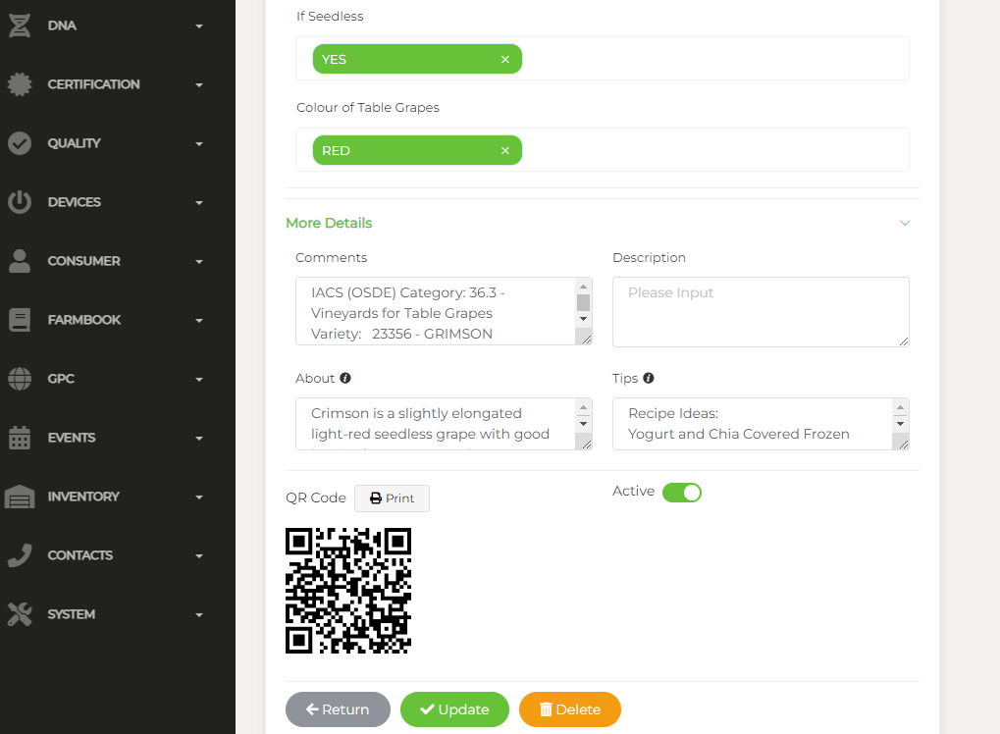 DNA
CERTIFICATION
QUALITY
DEVICES
CONSUMER
FARMBOOK
GPC
EVENTS
INVENTORY
CONTACTS
SYSTEM
If Seedless
YES ×
Colour of Table Grapes
RED ×
More Details
Comments
IACS (OSDE) Category: 36.3 -
Vineyards for Table Grapes
Variety: 23356 - GRIMSON
Description
Please Input
About
Crimson is a slightly elongated
light-red seedless grape with good
Tips
Recipe Ideas:
Yogurt and Chia Covered Frozen
QR Code
Print
Active
Return
Update
Delete